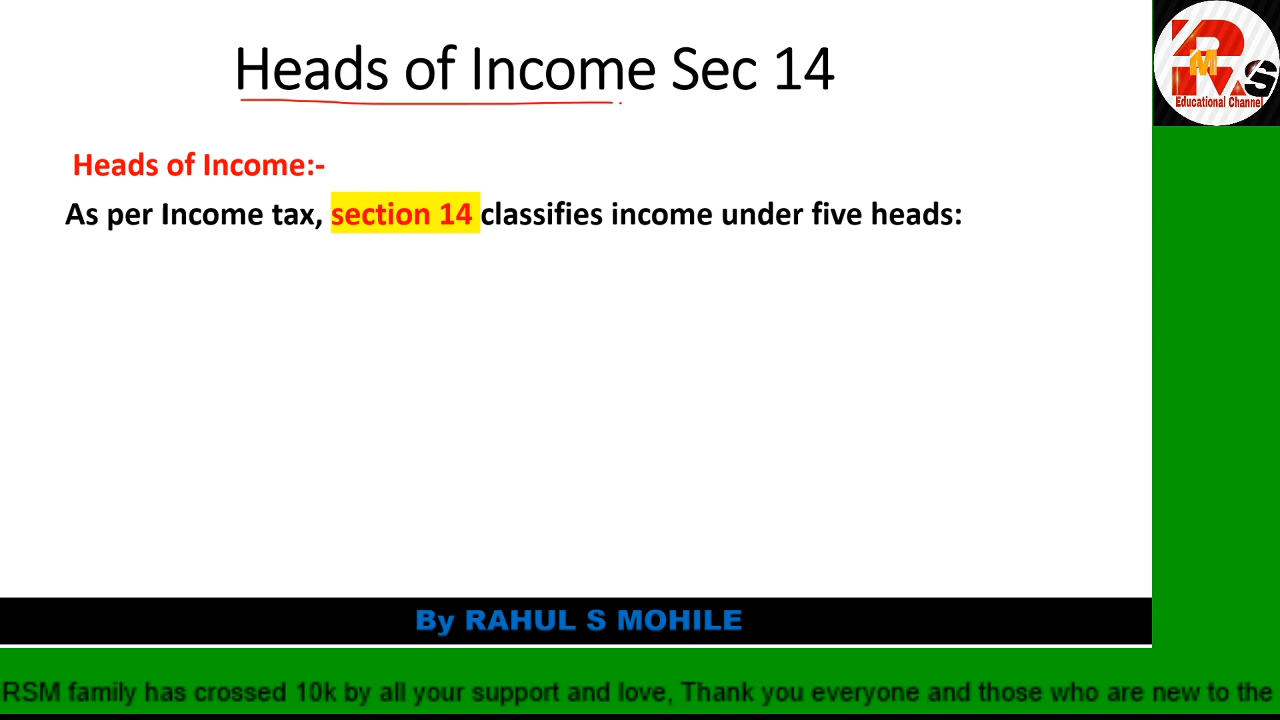 Heads of Income Sec 14
Heads of Income:-
As per Income tax, section 14 classifies income under five heads:
By RAHUL S MOHILE
RSM family has crossed 10k by all your support and love, Thank you everyone and those who are new to the
RMS
Educational Channel